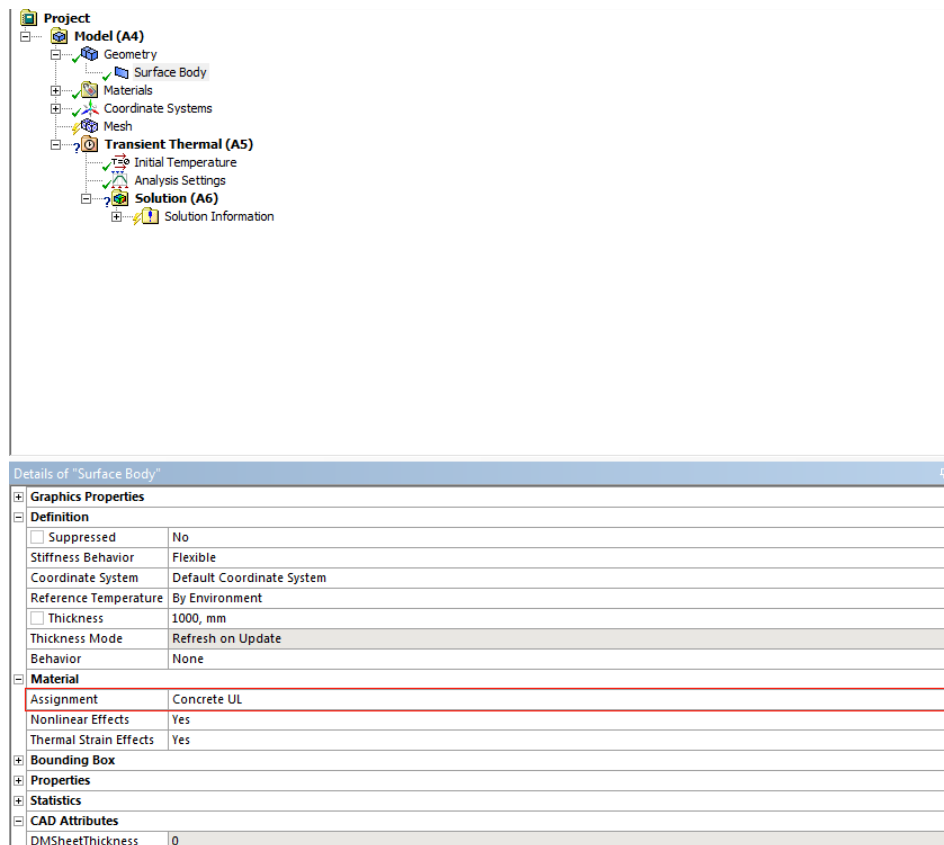 Project
Model (A4)
Geometry
Surface Body
Materials
Coordinate Systems
Mesh
Transient Thermal (A5)
Initial Temperature
Analysis Settings
Solution (A6)
Solution Information
Details of "Surface Body"
Graphics Properties
Definition
Suppressed No
Stiffness Behavior Flexible
Coordinate System Default Coordinate System
Reference Temperature By Environment
Thickness 1000, mm
Thickness Mode Refresh on Update
Behavior None
Material
Assignment Concrete UL
Nonlinear Effects Yes
Thermal Strain Effects Yes
Bounding Box
Properties
Statistics
CAD Attributes
DMSheetThickness 0